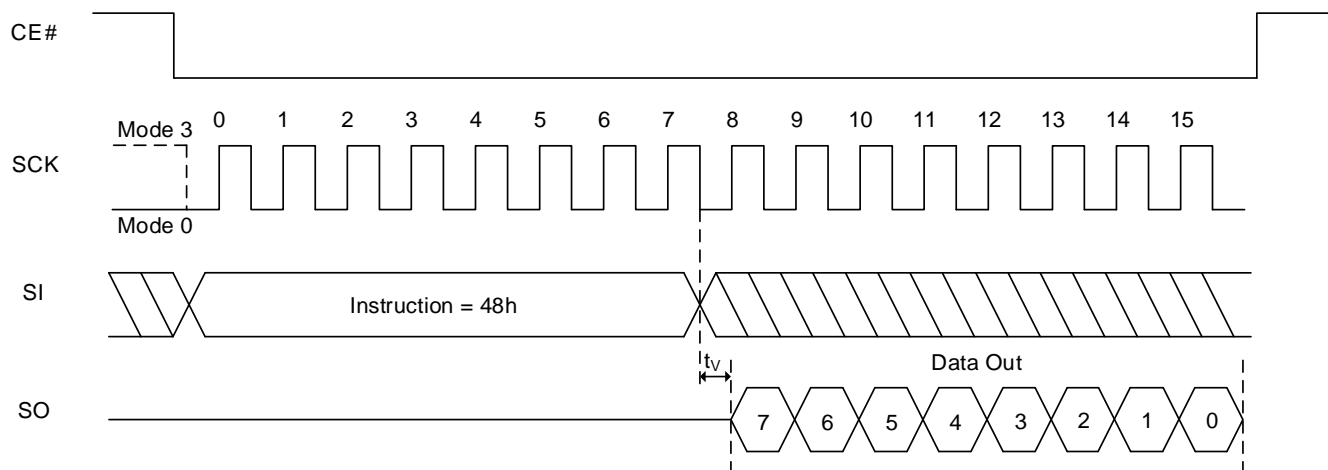 CE#
Mode 3
0 1 2 3 4 5 6 7 8 9 10 11 12 13 14 15
SCK
Mode 0
SI
Instruction = 48h
tV
Data Out
SO
7 6 5 4 3 2 1 0